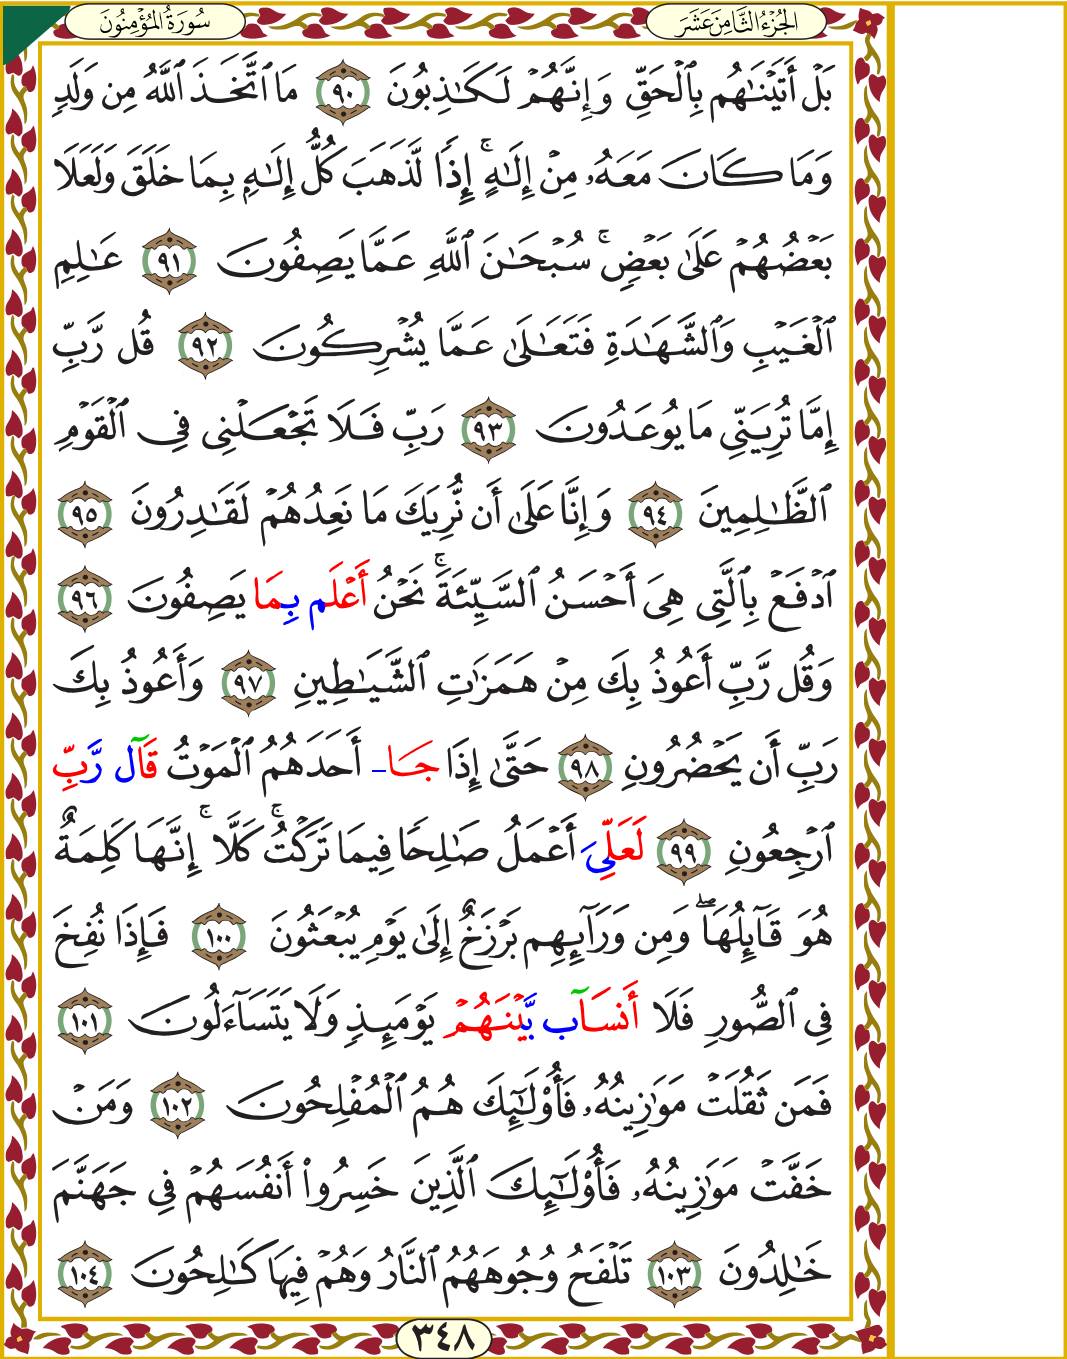 الجُزْءُ الثَّامِنَ عَشَرَ
سُورَةُ المُؤْمِنُونَ
بَلْ أَتَيْنَٰهُم بِٱلْحَقِّ وَإِنَّهُمْ لَكَٰذِبُونَ ٩٠ مَا ٱتَّخَذَ ٱللَّهُ مِن وَلَدٍ
وَمَا كَانَ مَعَهُۥ مِنْ إِلَٰهٍ ۚ إِذًا لَّذَهَبَ كُلُّ إِلَٰهٍۭ بِمَا خَلَقَ وَلَعَلَا
بَعْضُهُمْ عَلَىٰ بَعْضٍ ۚ سُبْحَٰنَ ٱللَّهِ عَمَّا يَصِفُونَ ٩١ عَٰلِمِ
ٱلْغَيْبِ وَٱلشَّهَٰدَةِ فَتَعَٰلَىٰ عَمَّا يُشْرِكُونَ ٩٢ قُل رَّبِّ
إِمَّا تُرِيَنِّى مَا يُوعَدُونَ ٩٣ رَبِّ فَلَا تَجْعَلْنِى فِى ٱلْقَوْمِ
ٱلظَّٰلِمِينَ ٩٤ وَإِنَّا عَلَىٰ أَن نُّرِيَكَ مَا نَعِدُهُمْ لَقَٰدِرُونَ ٩٥
ٱدْفَعْ بِٱلَّتِى هِىَ أَحْسَنُ ٱلسَّيِّئَةَ ۚ نَحْنُ أَعْلَم بِمَا يَصِفُونَ ٩٦
وَقُل رَّبِّ أَعُوذُ بِكَ مِنْ هَمَزَٰتِ ٱلشَّيَٰطِينِ ٩٧ وَأَعُوذُ بِكَ
رَبِّ أَن يَحْضُرُونِ ٩٨ حَتَّىٰ إِذَا جَا- أَحَدَهُمُ ٱلْمَوْتُ قَآل رَّبِّ
ٱرْجِعُونِ ٩٩ لَعَلِّىَ أَعْمَلُ صَٰلِحًا فِيمَا تَرَكْتُ ۚ كَلَّا ۚ إِنَّهَا كَلِمَةٌ
هُوَ قَآئِلُهَا ۖ وَمِن وَرَآئِهِم بَرْزَخٌ إِلَىٰ يَوْمِ يُبْعَثُونَ ١٠٠ فَإِذَا نُفِخَ
فِى ٱلصُّورِ فَلَا أَنسَآب بَّيْنَهُمْ يَوْمَئِذٍ وَلَا يَتَسَآءَلُونَ ١٠١
فَمَن ثَقُلَتْ مَوَٰزِينُهُۥ فَأُوْلَٰٓئِكَ هُمُ ٱلْمُفْلِحُونَ ١٠٢ وَمَنْ
خَفَّتْ مَوَٰزِينُهُۥ فَأُوْلَٰٓئِكَ ٱلَّذِينَ خَسِرُوا۟ أَنفُسَهُمْ فِى جَهَنَّمَ
خَٰلِدُونَ ١٠٣ تَلْفَحُ وُجُوهَهُمُ ٱلنَّارُ وَهُمْ فِيهَا كَٰلِحُونَ ١٠٤
٣٤٨